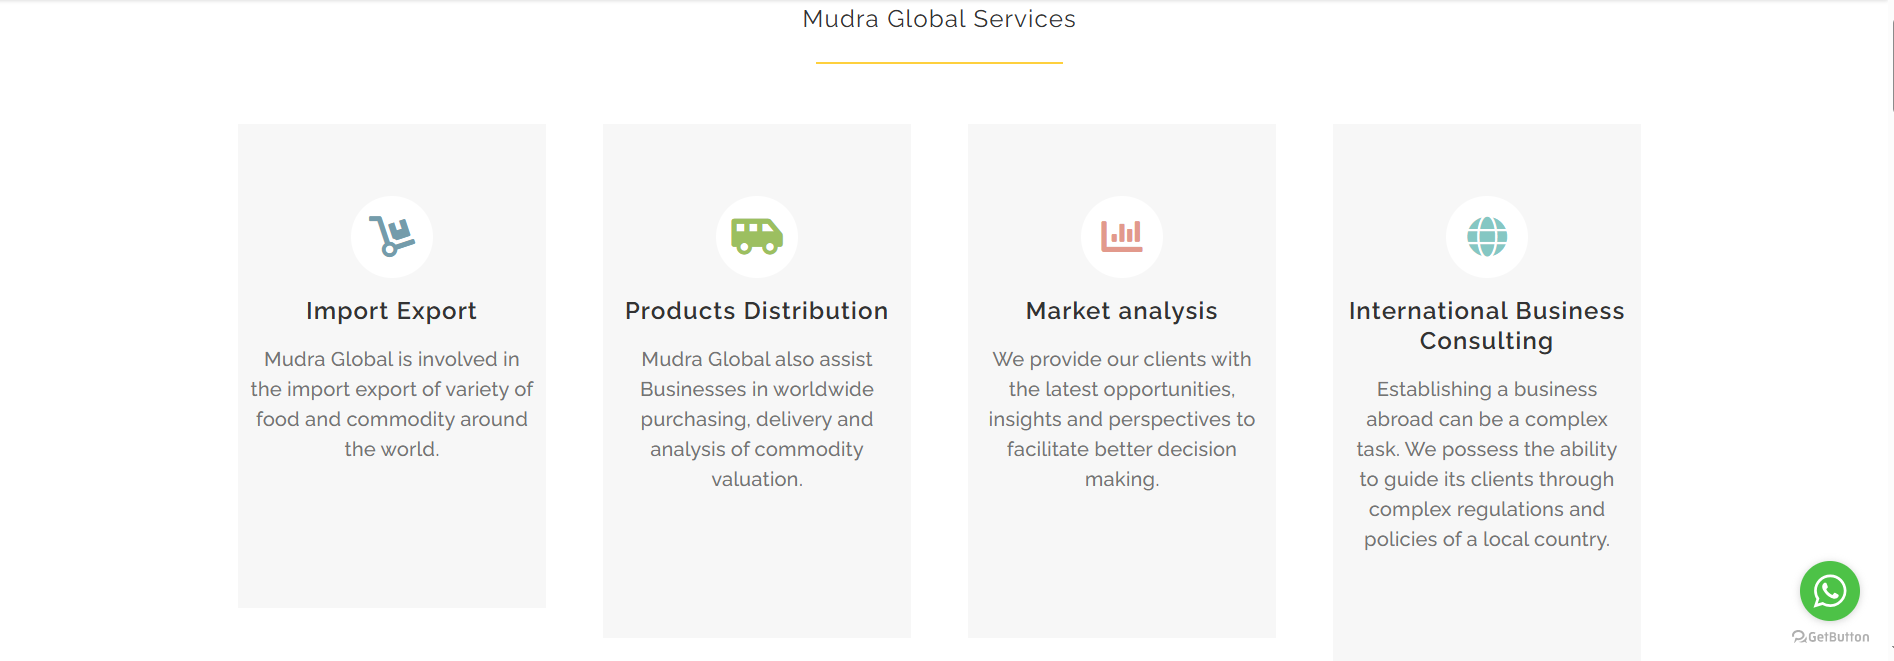 Mudra Global Services
Import Export
Mudra Global is involved in
the import export of variety of
food and commodity around
the world.
Products Distribution
Mudra Global also assist
Businesses in worldwide
purchasing, delivery and
analysis of commodity
valuation.
Market analysis
We provide our clients with
the latest opportunities,
insights and perspectives to
facilitate better decision
making.
International Business
Consulting
Establishing a business
abroad can be a complex
task. We possess the ability
to guide its clients through
complex regulations and
policies of a local country.
GetButton